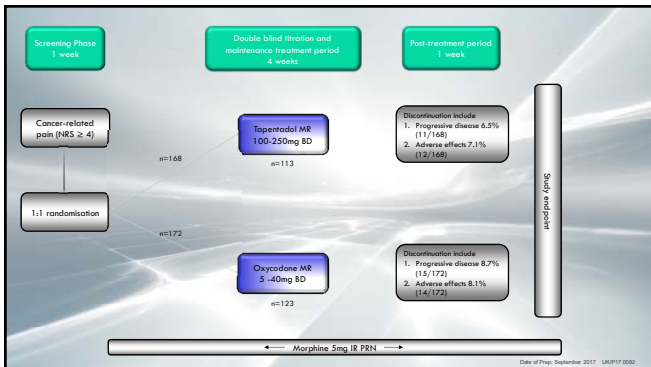 Screening Phase
1 week
Double blind titration and
maintenance treatment period
4 weeks
Post-treatment period
1 week
Cancer-related
pain (NRS ≥ 4)
1:1 randomisation
n=168
n=172
Tapentadol MR
100-250mg BD
n=113
Oxycodone MR
5 -40mg BD
n=123
Discontinuation include
1. Progressive disease 6.5%
(11/168)
2. Adverse effects 7.1%
(12/168)
Discontinuation include
1. Progressive disease 8.7%
(15/172)
2. Adverse effects 8.1%
(14/172)
Study endpoint
Morphine 5mg IR PRN
Date of Prep: September 2017 UK/P17 0082